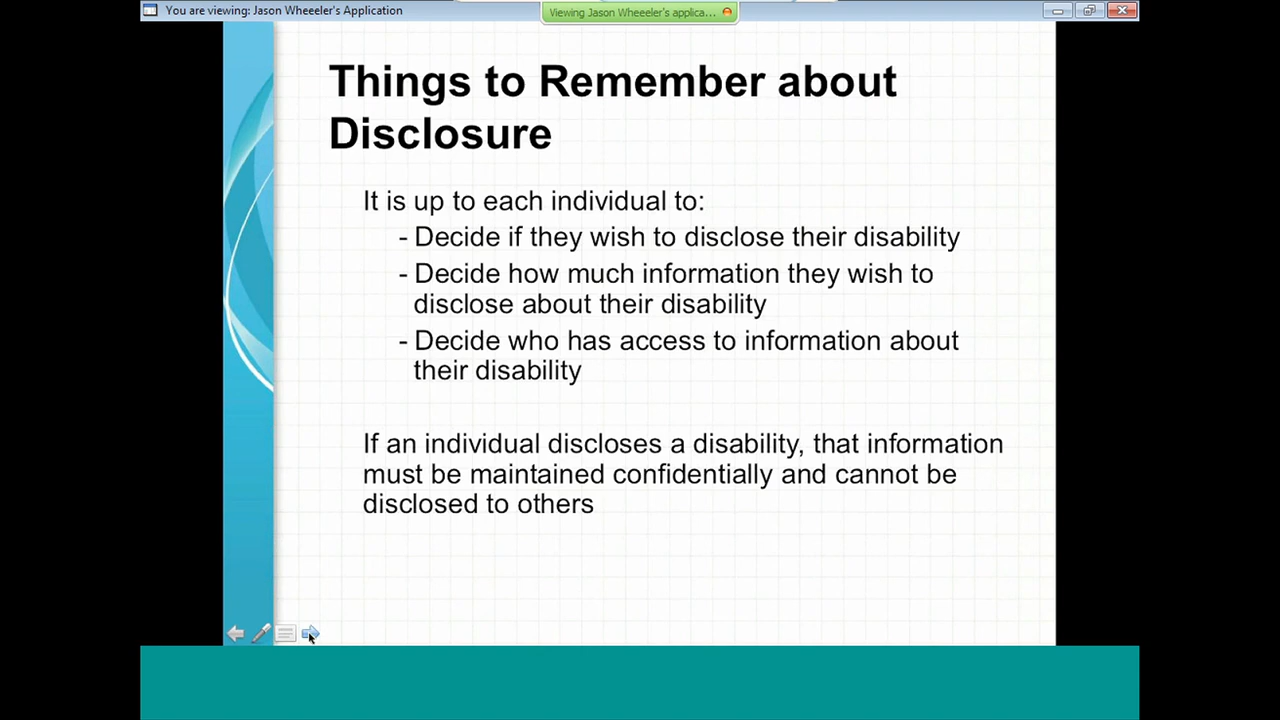 You are viewing: Jason Wheeeler's Application
Viewing Jason Wheeeler's applica...
Things to Remember about
Disclosure
It is up to each individual to:
- Decide if they wish to disclose their disability
- Decide how much information they wish to
disclose about their disability
- Decide who has access to information about
their disability
If an individual discloses a disability, that information
must be maintained confidentially and cannot be
disclosed to others